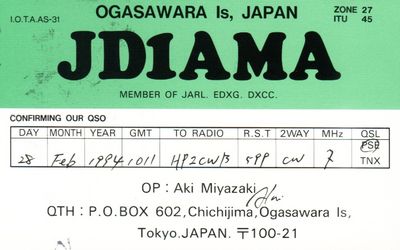 OGASAWARA Is, JAPAN
I.O.T.A.AS-31
ZONE 27
ITU 45
JD1AMA
MEMBER OF JARL. EDXG. DXCC.
CONFIRMING OUR QSO
DAY MONTH YEAR GMT TO RADIO R.S.T 2WAY MHz QSL
PSE
28 Feb 1994 1011 HP2CWB 599 CW 7 TNX
OP : Aki Miyazaki Aki
QTH : P.O.BOX 602, Chichijima, Ogasawara Is,
Tokyo.JAPAN. 〒100-21